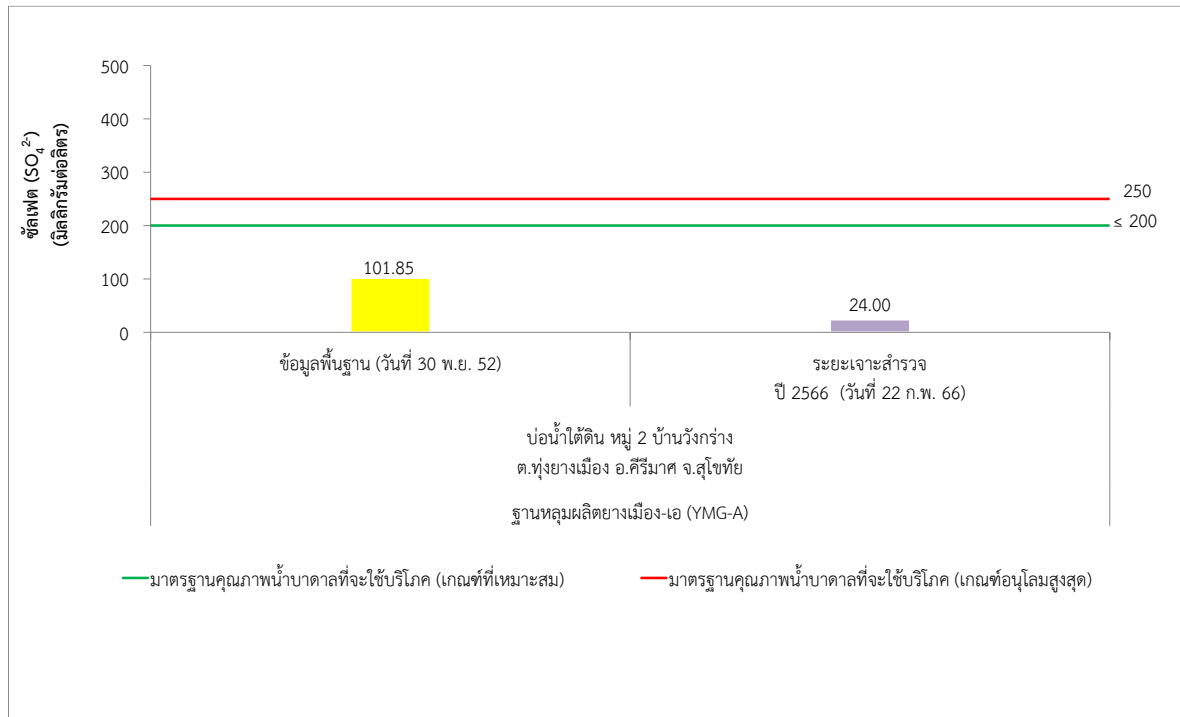 ซัลเฟต (SO₄²⁻)
(มิลลิกรัมต่อลิตร)
500
400
300
200
100
0
250
≤ 200
101.85
24.00
ข้อมูลพื้นฐาน (วันที่ 30 พ.ย. 52)
ระยะเจาะสำรวจ
ปี 2566 (วันที่ 22 ก.พ. 66)
บ่อน้ำใต้ดิน หมู่ 2 บ้านวังกร่าง
ต.ทุ่งยางเมือง อ.คีรีมาศ จ.สุโขทัย
ฐานหลุมผลิตยางเมือง-เอ (YMG-A)
มาตรฐานคุณภาพน้ำบาดาลที่จะใช้บริโภค (เกณฑ์ที่เหมาะสม)
มาตรฐานคุณภาพน้ำบาดาลที่จะใช้บริโภค (เกณฑ์อนุโลมสูงสุด)